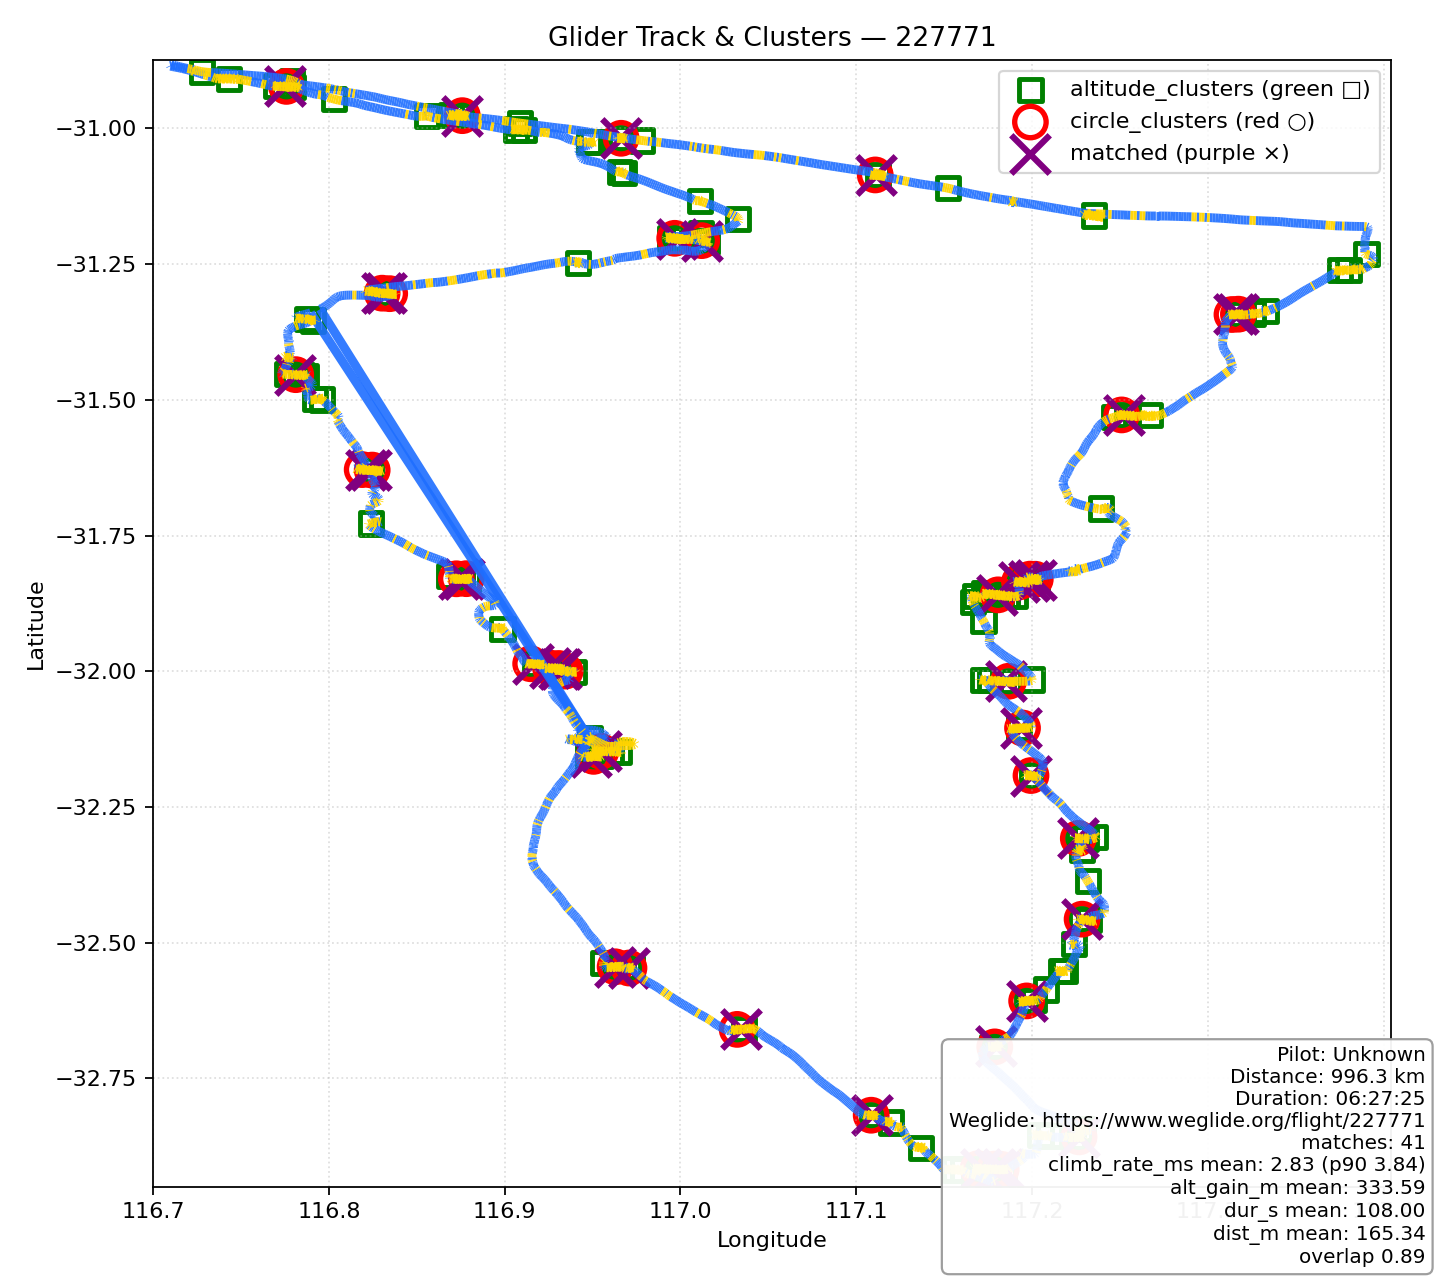 Glider Track & Clusters — 227771
altitude_clusters (green □)
circle_clusters (red ○)
matched (purple ×)
−31.00
−31.25
−31.50
−31.75
−32.00
−32.25
−32.50
−32.75
Latitude
116.7
116.8
116.9
117.0
117.1
117.2
Longitude
Pilot: Unknown
Distance: 996.3 km
Duration: 06:27:25
Weglide: https://www.weglide.org/flight/227771
matches: 41
climb_rate_ms mean: 2.83 (p90 3.84)
alt_gain_m mean: 333.59
dur_s mean: 108.00
dist_m mean: 165.34
overlap 0.89